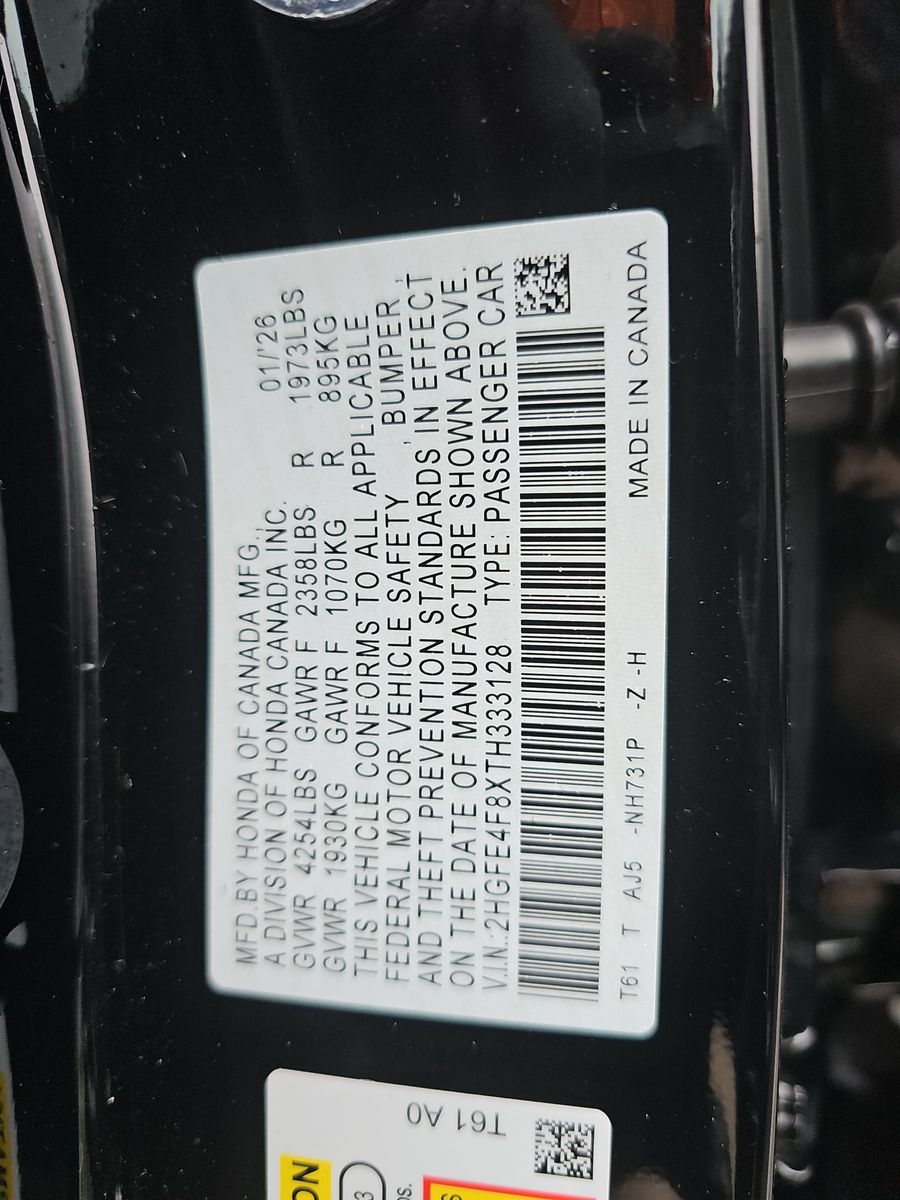 MFD.BY HONDA OF CANADA MFG.,
A DIVISION OF HONDA CANADA INC. 01/'26
GVWR 4254LBS GAWR F 2358LBS R 1973LBS
GVWR 1930KG GAWR F 1070KG R 895KG
THIS VEHICLE CONFORMS TO ALL APPLICABLE
FEDERAL MOTOR VEHICLE SAFETY , BUMPER ,
AND THEFT PREVENTION STANDARDS IN EFFECT
ON THE DATE OF MANUFACTURE SHOWN ABOVE.
V.I.N.:2HGFE4F8XTH333128 TYPE: PASSENGER CAR
T61 T AJ5 -NH731P -Z -H MADE IN CANADA
T61 A0
ON
3